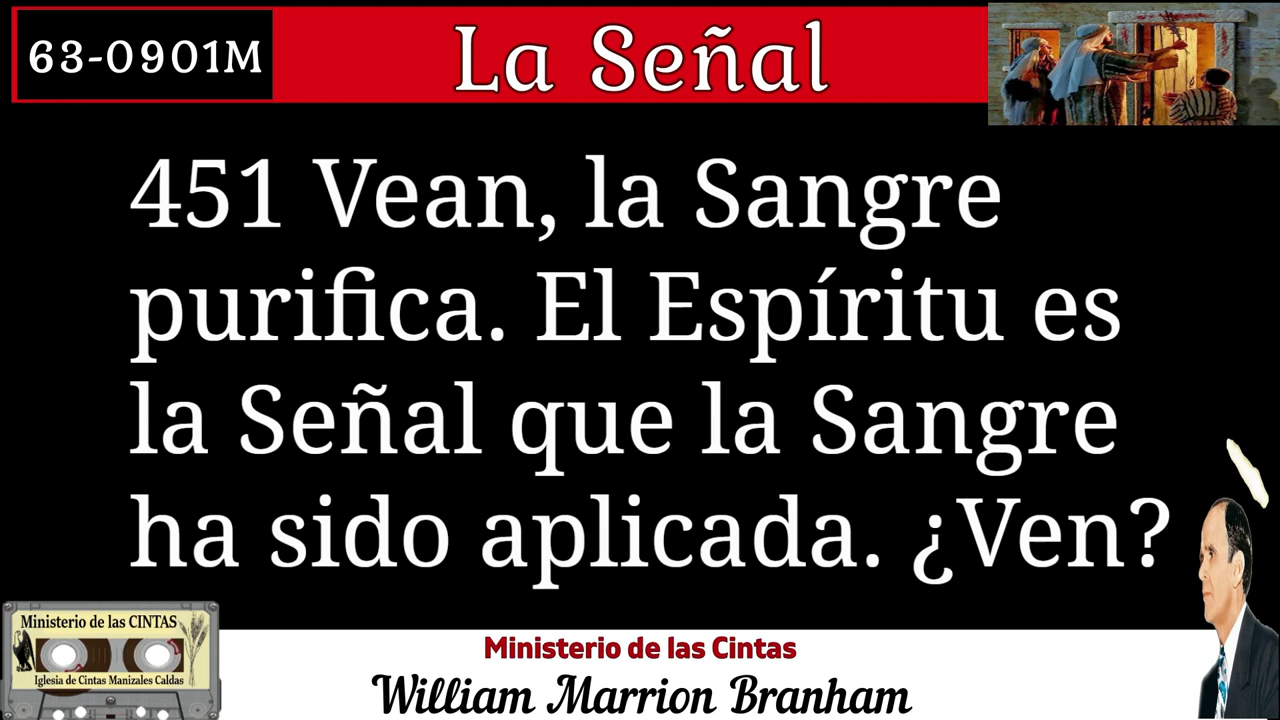 63-0901M
La Señal
451 Vean, la Sangre
purifica. El Espíritu es
la Señal que la Sangre
ha sido aplicada. ¿Ven?
Ministerio de las CINTAS
Iglesia de Cintas Manizales Caldas
Ministerio de las Cintas
William Marrion Branham